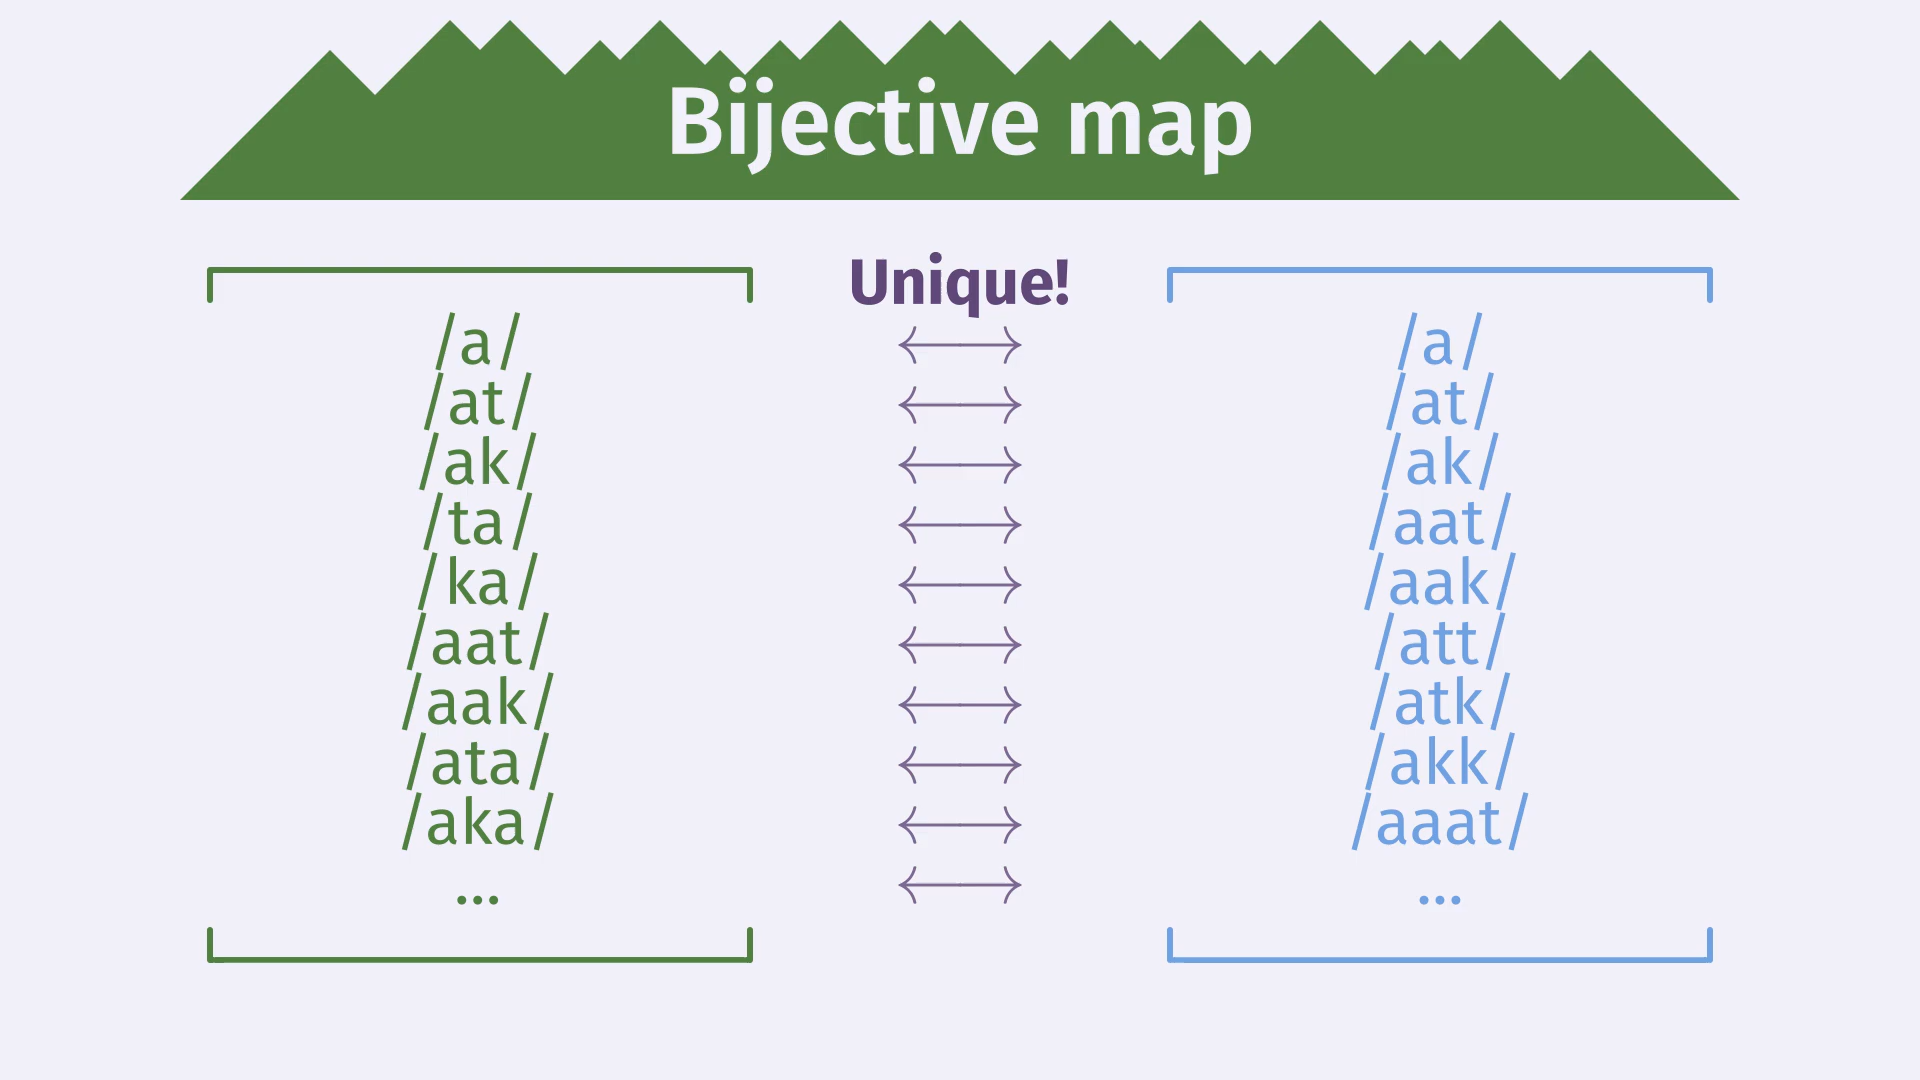 Bijective map
Unique!
/a/ ⟷ /a/
/at/ ⟷ /at/
/ak/ ⟷ /ak/
/ta/ ⟷ /aat/
/ka/ ⟷ /aak/
/aat/ ⟷ /att/
/aak/ ⟷ /atk/
/ata/ ⟷ /akk/
/aka/ ⟷ /aaat/
... ⟷ ...